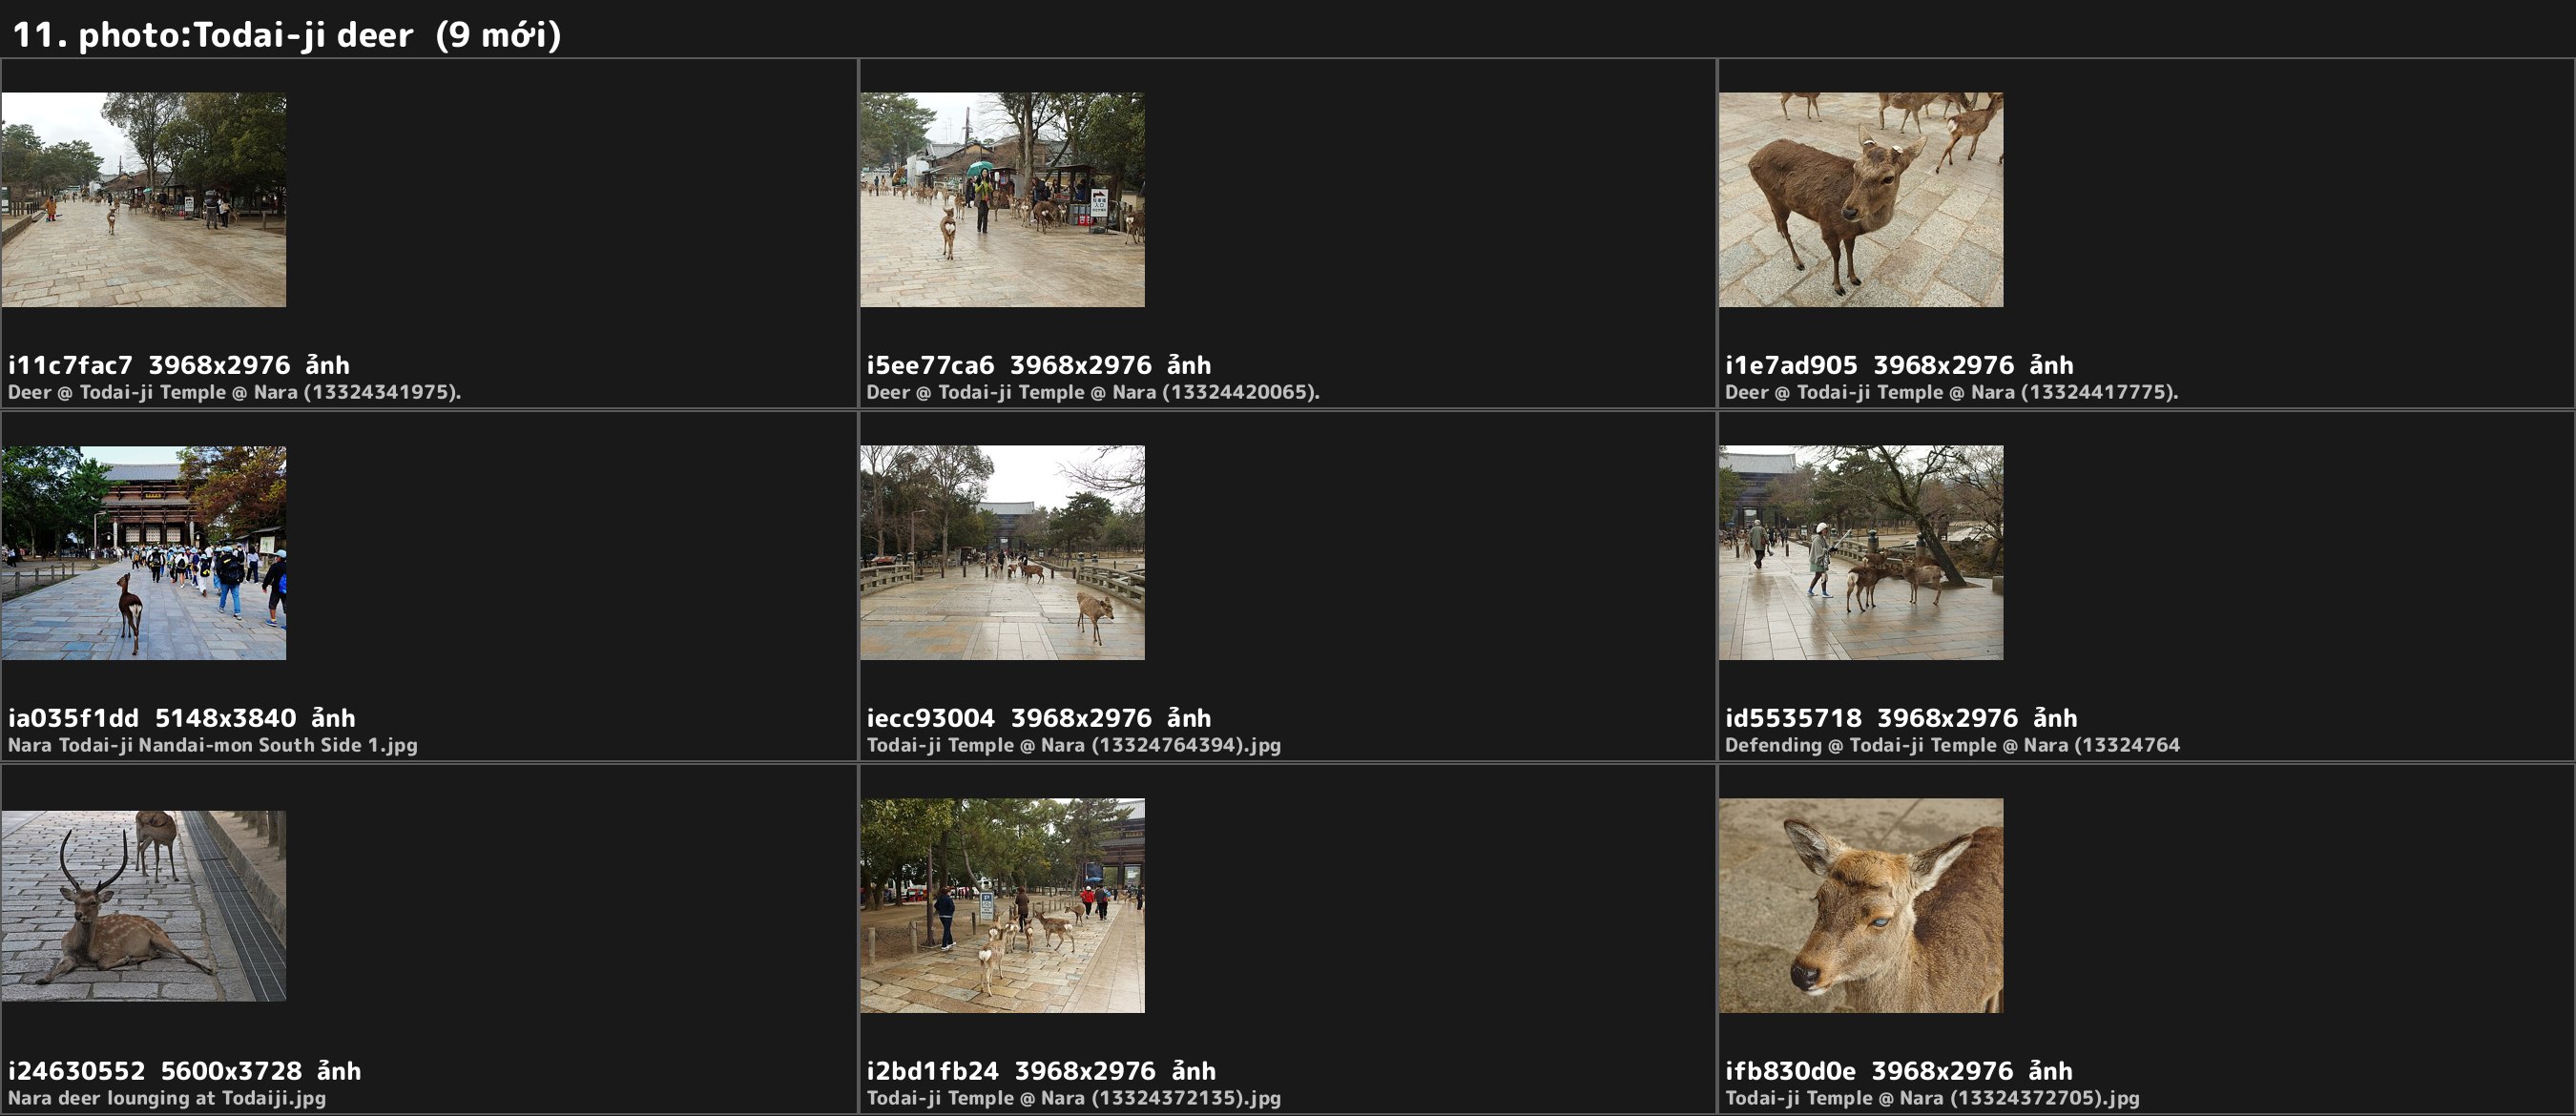 11. photo:Todai-ji deer (9 mới)
i11c7fac7 3968x2976 ảnh
Deer @ Todai-ji Temple @ Nara (13324341975).
i5ee77ca6 3968x2976 ảnh
Deer @ Todai-ji Temple @ Nara (13324420065).
i1e7ad905 3968x2976 ảnh
Deer @ Todai-ji Temple @ Nara (13324417775).
ia035f1dd 5148x3840 ảnh
Nara Todai-ji Nandai-mon South Side 1.jpg
iecc93004 3968x2976 ảnh
Todai-ji Temple @ Nara (13324764394).jpg
id5535718 3968x2976 ảnh
Defending @ Todai-ji Temple @ Nara (13324764
i24630552 5600x3728 ảnh
Nara deer lounging at Todaiji.jpg
i2bd1fb24 3968x2976 ảnh
Todai-ji Temple @ Nara (13324372135).jpg
ifb830d0e 3968x2976 ảnh
Todai-ji Temple @ Nara (13324372705).jpg